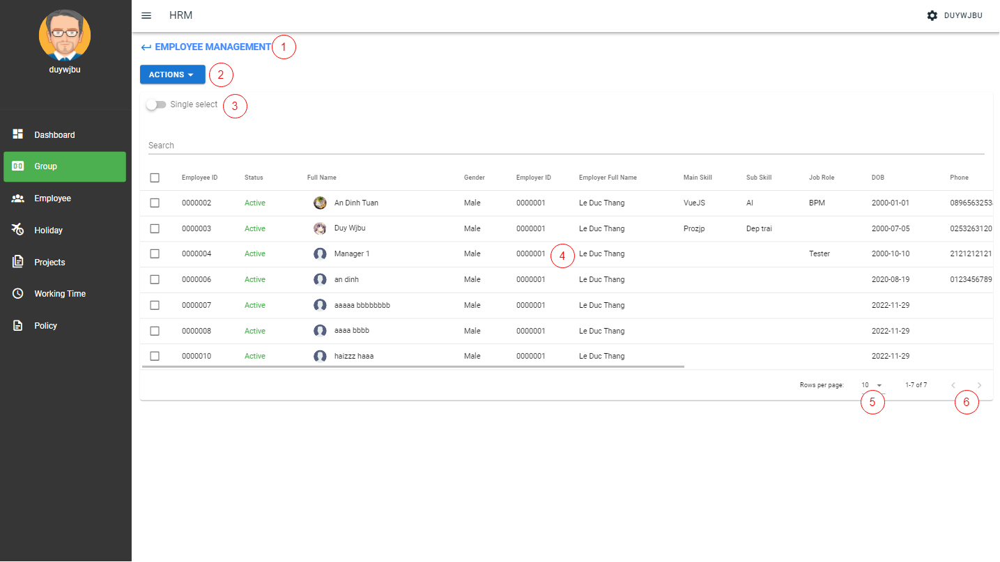 HRM
DUYWJBU
duywjbu
Dashboard
Group
Employee
Holiday
Projects
Working Time
Policy
EMPLOYEE MANAGEMENT 1
ACTIONS 2
Single select 3
Search
Employee ID Status Full Name Gender Employer ID Employer Full Name Main Skill Sub Skill Job Role DOB Phone
0000002 Active An Dinh Tuan Male 0000001 Le Duc Thang VueJS AI BPM 2000-01-01 0896563253
0000003 Active Duy Wjbu Male 0000001 Le Duc Thang Prozjp Dep trai 2000-07-05 0253263120
0000004 Active Manager 1 Male 0000001 4 Le Duc Thang Tester 2000-10-10 2121212121
0000006 Active an dinh Male 0000001 Le Duc Thang 2020-08-19 0123456789
0000007 Active aaaaa bbbbbbbb Male 0000001 Le Duc Thang 2022-11-29
0000008 Active aaaa bbbb Male 0000001 Le Duc Thang 2022-11-29
0000010 Active haizzz haaa Male 0000001 Le Duc Thang 2022-11-29
Rows per page: 10 1-7 of 7
5 6